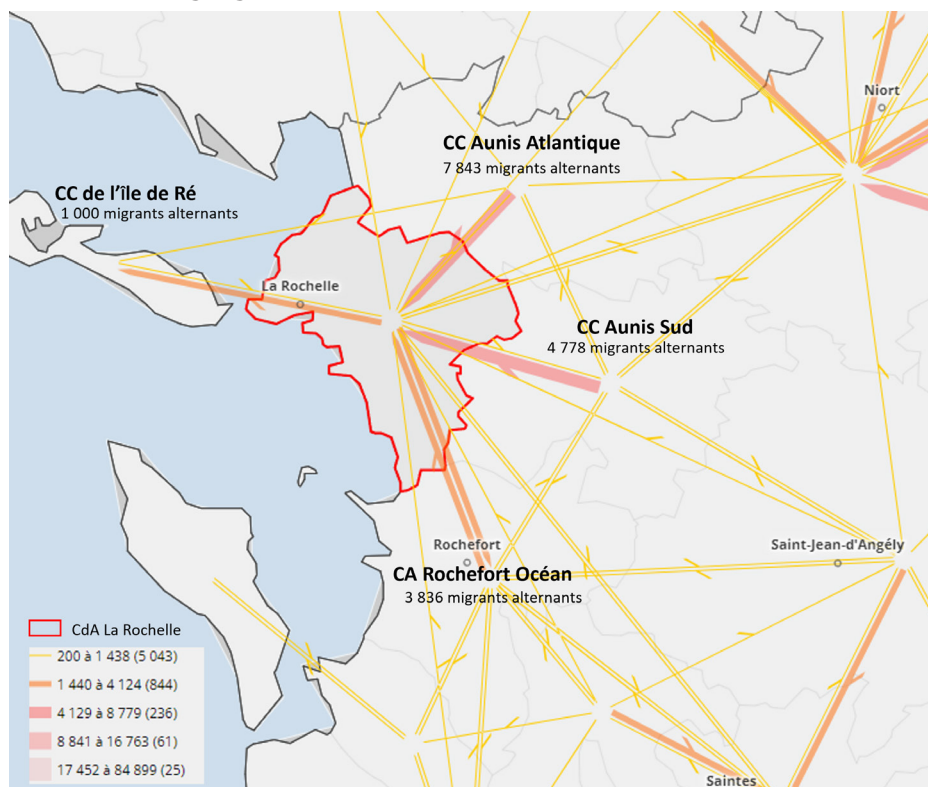 Niort
CC Aunis Atlantique
7 843 migrants alternants
CC de l'île de Ré
1 000 migrants alternants
La Rochelle
CC Aunis Sud
4 778 migrants alternants
Rochefort
Saint-Jean-d'Angély
CA Rochefort Océan
3 836 migrants alternants
CdA La Rochelle
200 à 1 438 (5 043)
1 440 à 4 124 (844)
4 129 à 8 779 (236)
8 841 à 16 763 (61)
17 452 à 84 899 (25)
Saintes